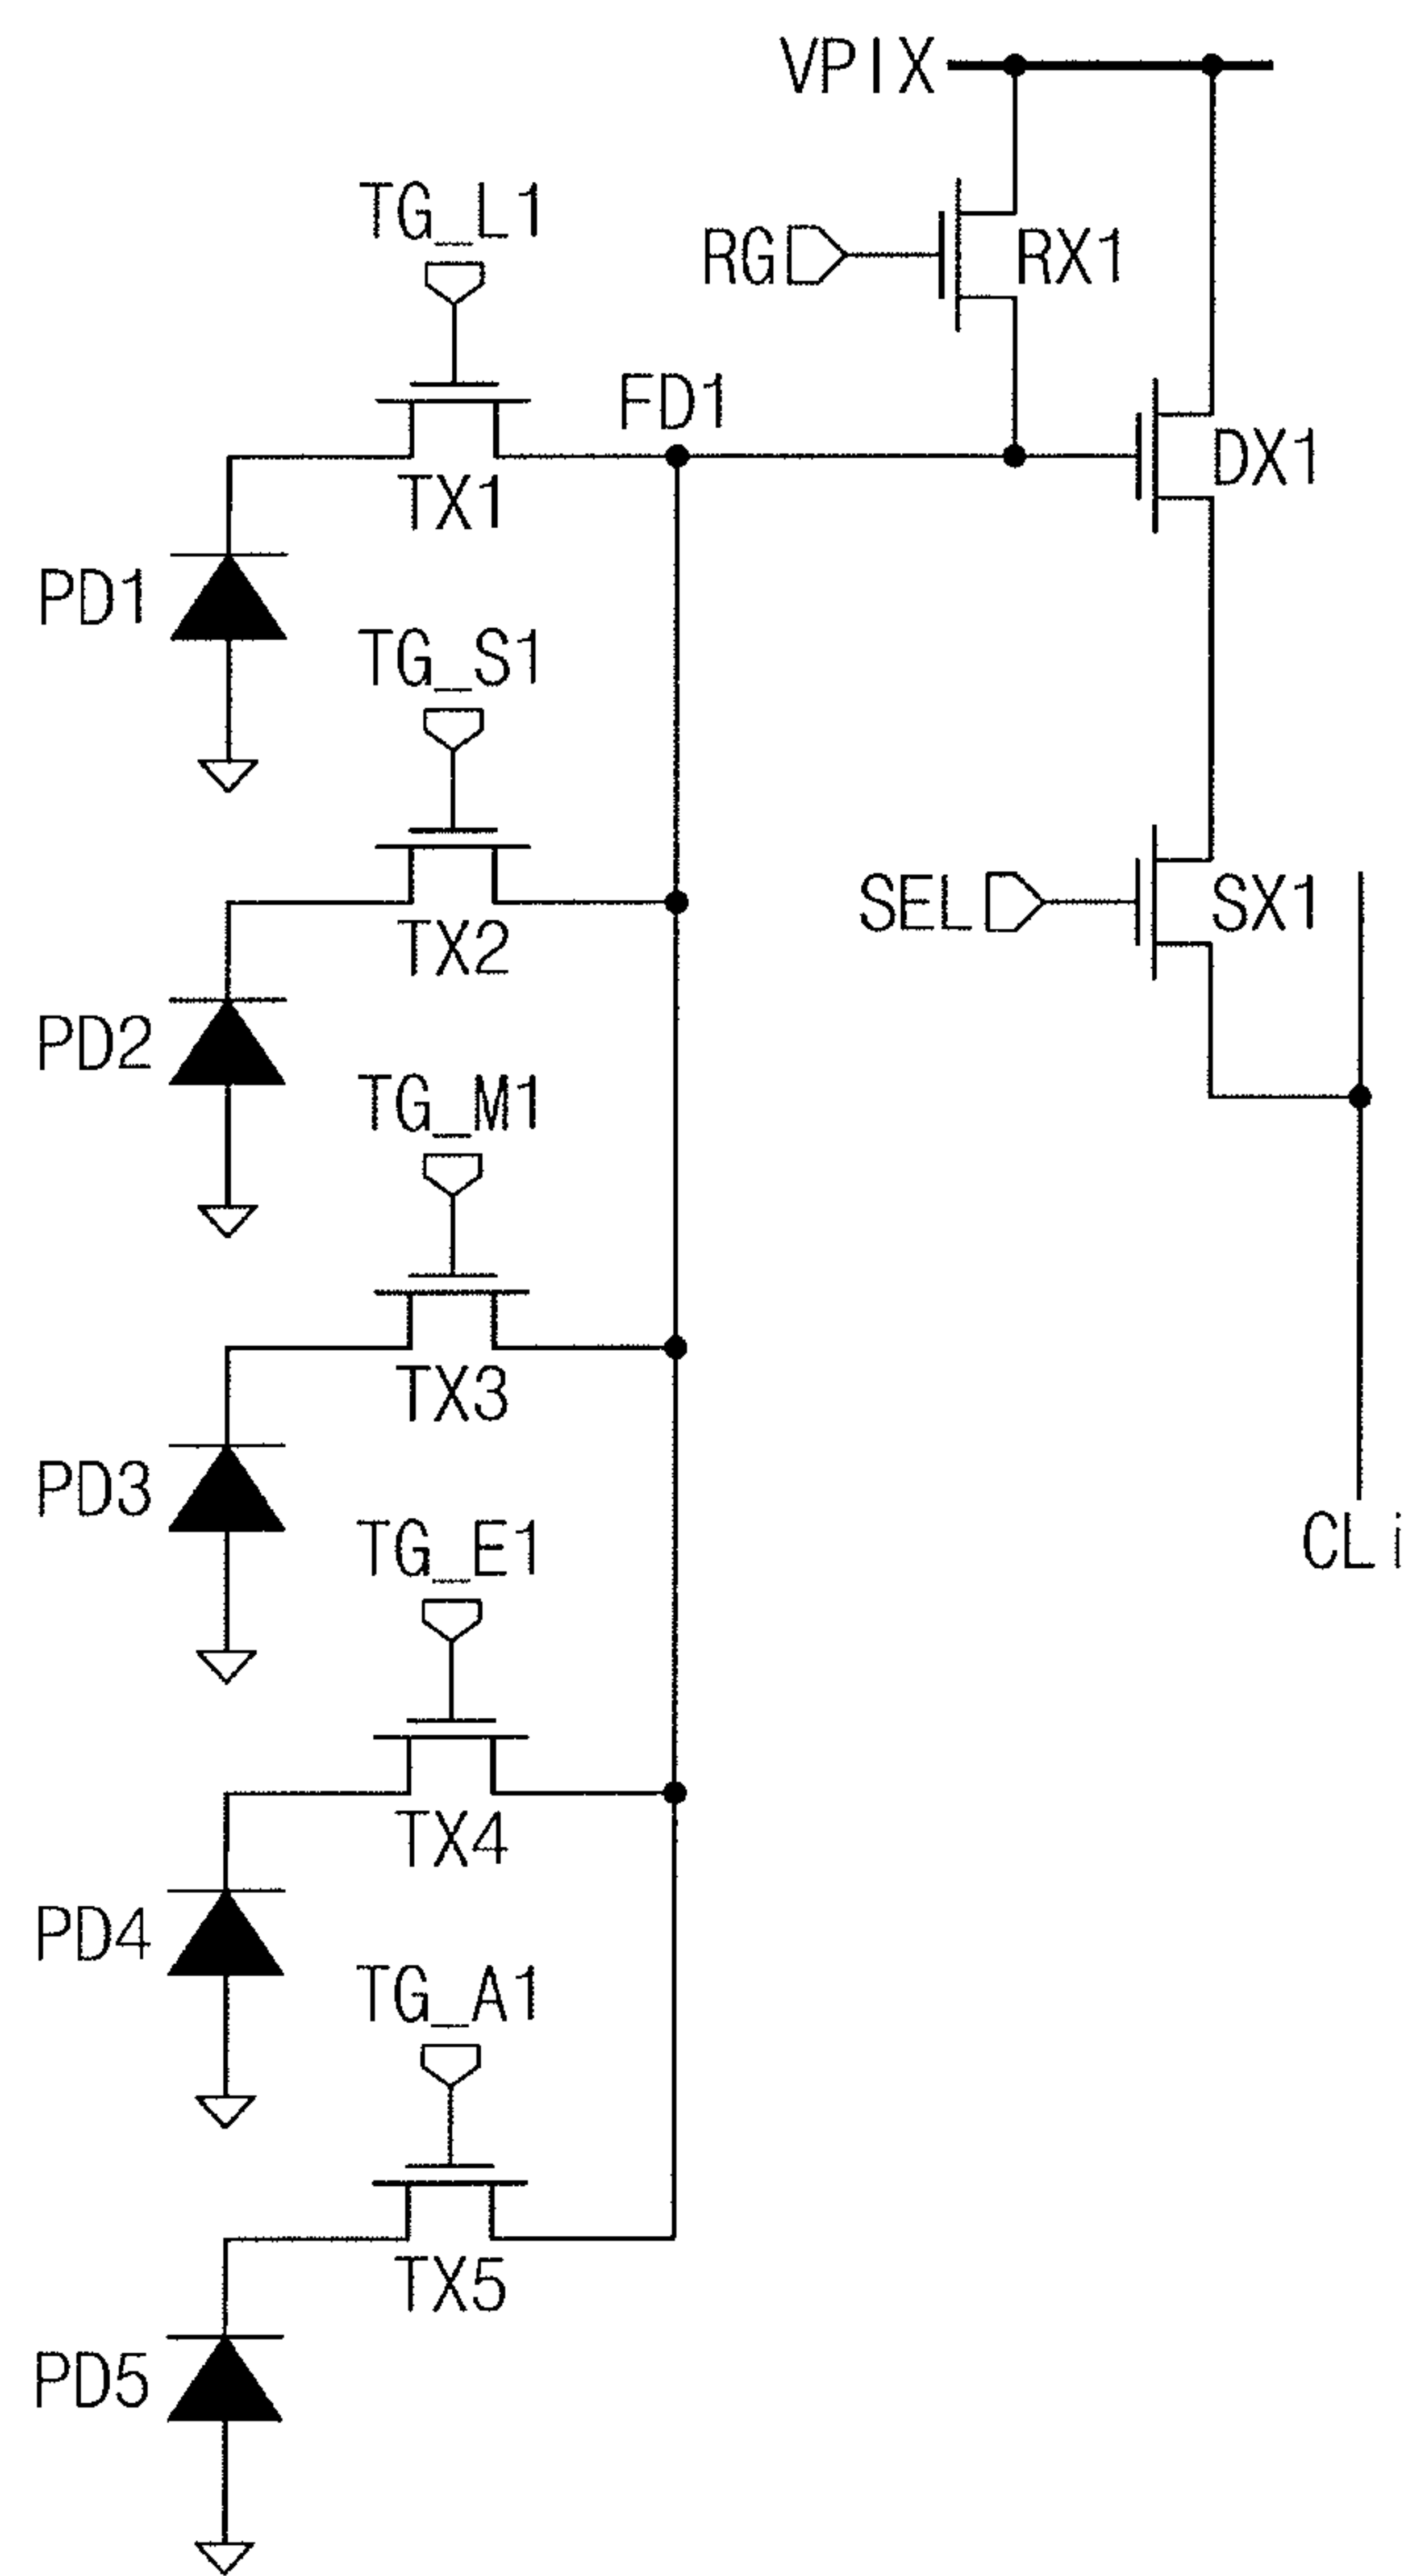 VPIX
TG_L1
RG
RX1
FD1
DX1
TX1
PD1
TG_S1
SEL
SX1
TX2
PD2
TG_M1
TX3
PD3
TG_E1
CLi
TX4
PD4
TG_A1
TX5
PD5